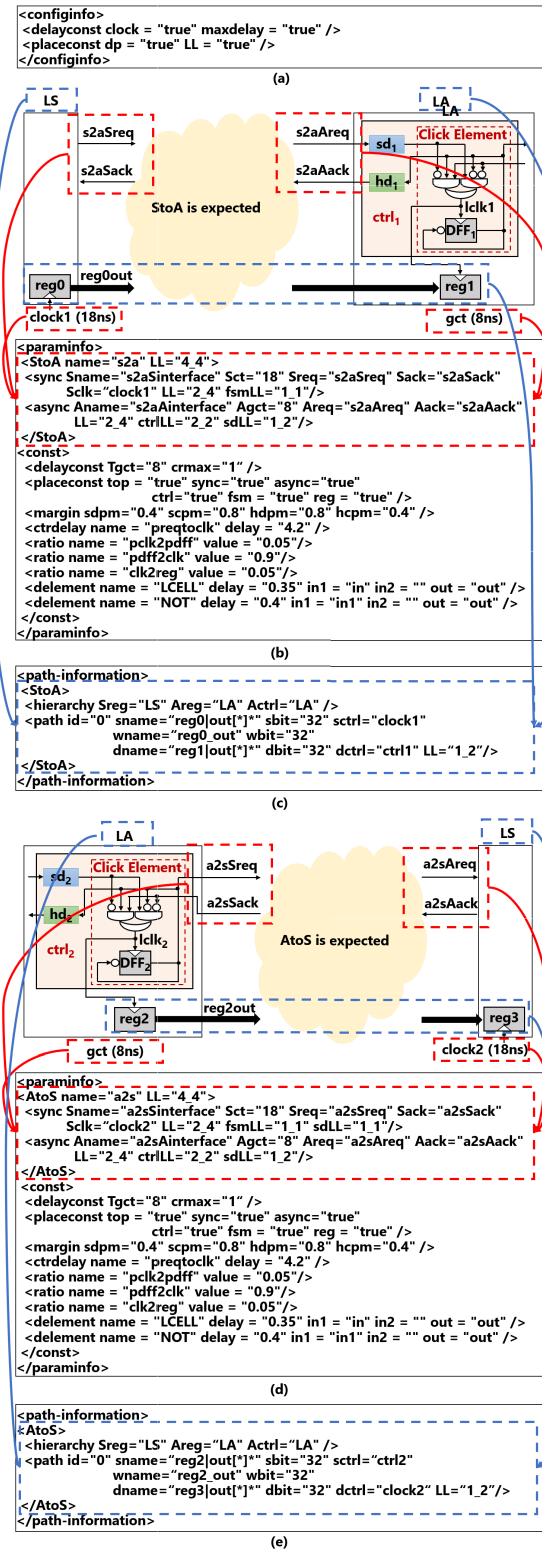 <configinfo>
<delayconst clock = "true" maxdelay = "true" />
<placeconst dp = "true" LL = "true" />
</configinfo>
(a)
LS
LA
LA
s2aSreq
s2aSack
s2aAreq
s2aAack
sd1
hd1
Click Element
ctrl1
lclk1
DFF1
StoA is expected
reg0
reg0out
reg1
clock1 (18ns)
gct (8ns)
<paraminfo>
<StoA name="s2a" LL="4_4">
<sync Sname="s2aSinterface" Sct="18" Sreq="s2aSreq" Sack="s2aSack"
Sclk=“clock1" LL="2_4" fsmLL="1_1"/>
<async Aname="s2aAinterface" Agct="8" Areq="s2aAreq" Aack="s2aAack"
LL="2_4" ctrlLL="2_2" sdLL="1_2"/>
</StoA>
<const>
<delayconst Tgct="8" crmax="1“ />
<placeconst top = "true" sync="true" async="true"
ctrl="true" fsm = "true" reg = "true" />
<margin sdpm="0.4" scpm="0.8" hdpm="0.8" hcpm="0.4" />
<ctrdelay name = "preqtoclk" delay = "4.2" />
<ratio name = "pclk2pdff" value = "0.05"/>
<ratio name = "pdff2clk" value = "0.9"/>
<ratio name = "clk2reg" value = "0.05"/>
<delement name = "LCELL" delay = "0.35" in1 = "in" in2 = "" out = "out" />
<delement name = "NOT" delay = "0.4" in1 = "in1" in2 = "" out = "out" />
</const>
</paraminfo>
(b)
<path-information>
<StoA>
<hierarchy Sreg="LS" Areg=“LA" Actrl=“LA" />
<path id="0" sname=“reg0|out[*]*" sbit="32" sctrl="clock1"
wname=“reg0_out" wbit="32"
dname=“reg1|out[*]*" dbit="32" dctrl="ctrl1" LL=“1_2”/>
</StoA>
</path-information>
(c)
LA
LS
sd2
hd2
Click Element
ctrl2
lclk2
DFF2
a2sSreq
a2sSack
a2sAreq
a2sAack
AtoS is expected
reg2
reg2out
reg3
gct (8ns)
clock2 (18ns)
<paraminfo>
<AtoS name="a2s" LL="4_4">
<sync Sname="a2sSinterface" Sct="18" Sreq="a2sSreq" Sack="a2sSack"
Sclk=“clock2" LL="2_4" fsmLL="1_1" sdLL="1_1"/>
<async Aname="a2sAinterface" Agct="8" Areq="a2sAreq" Aack="a2sAack"
LL="2_4" ctrlLL="2_2" sdLL="1_2"/>
</AtoS>
<const>
<delayconst Tgct="8" crmax="1“ />
<placeconst top = "true" sync="true" async="true"
ctrl="true" fsm = "true" reg = "true" />
<margin sdpm="0.4" scpm="0.8" hdpm="0.8" hcpm="0.4" />
<ctrdelay name = "preqtoclk" delay = "4.2" />
<ratio name = "pclk2pdff" value = "0.05"/>
<ratio name = "pdff2clk" value = "0.9"/>
<ratio name = "clk2reg" value = "0.05"/>
<delement name = "LCELL" delay = "0.35" in1 = "in" in2 = "" out = "out" />
<delement name = "NOT" delay = "0.4" in1 = "in1" in2 = "" out = "out" />
</const>
</paraminfo>
(d)
<path-information>
<AtoS>
<hierarchy Sreg="LS" Areg=“LA" Actrl=“LA" />
<path id="0" sname=“reg2|out[*]*" sbit="32" sctrl=“ctrl2"
wname=“reg2_out" wbit="32"
dname=“reg3|out[*]*" dbit="32" dctrl="clock2“ LL=“1_2”/>
</AtoS>
</path-information>
(e)